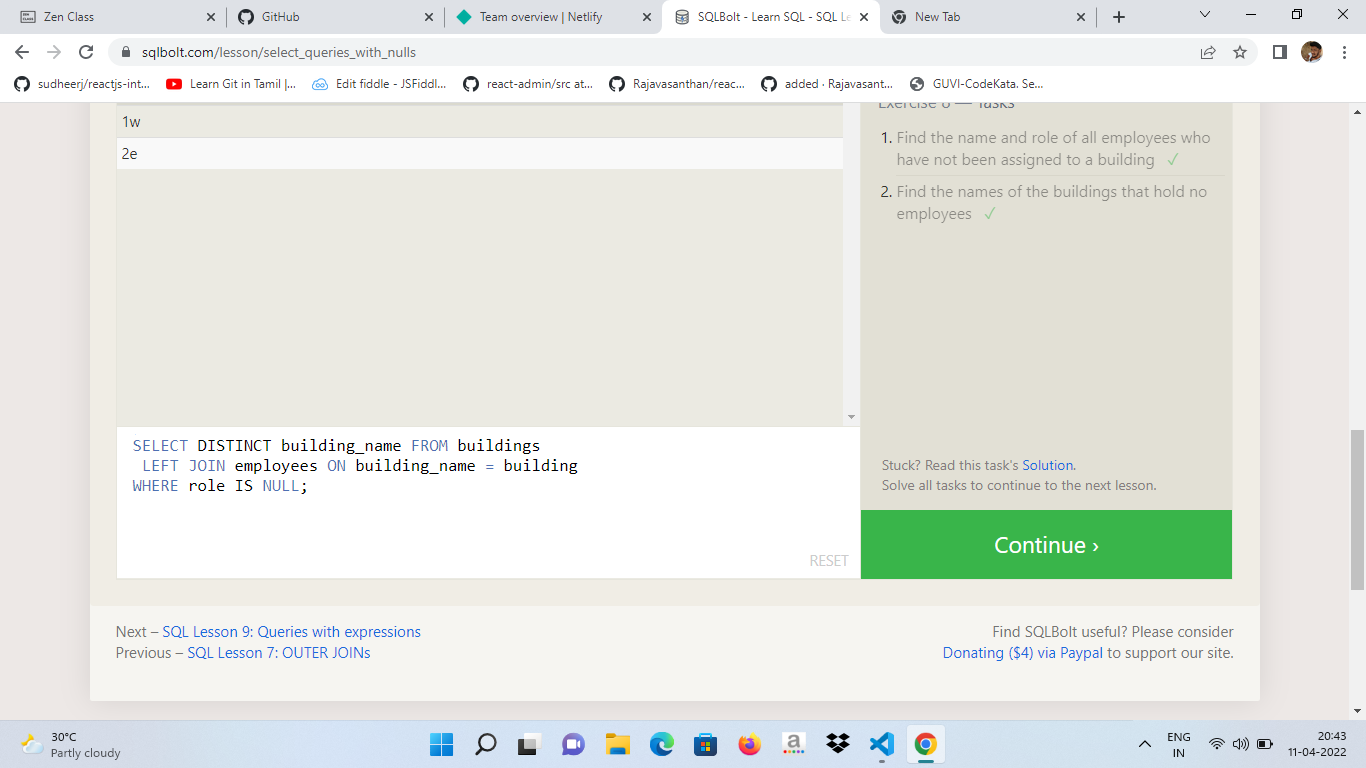 Zen Class
GitHub
Team overview | Netlify
SQLBolt - Learn SQL - SQL Le
New Tab
sqlbolt.com/lesson/select_queries_with_nulls
sudheerj/reactjs-int...
Learn Git in Tamil |...
Edit fiddle - JSFiddl...
react-admin/src at...
Rajavasanthan/reac...
added · Rajavasant...
GUVI-CodeKata. Se...
1w
2e
SELECT DISTINCT building_name FROM buildings
LEFT JOIN employees ON building_name = building
WHERE role IS NULL;
RESET
Exercise 8 — Tasks
1. Find the name and role of all employees who
have not been assigned to a building ✓
2. Find the names of the buildings that hold no
employees ✓
Stuck? Read this task's Solution.
Solve all tasks to continue to the next lesson.
Continue ›
Next – SQL Lesson 9: Queries with expressions
Previous – SQL Lesson 7: OUTER JOINs
Find SQLBolt useful? Please consider
Donating ($4) via Paypal to support our site.
30°C
Partly cloudy
ENG
IN
20:43
11-04-2022